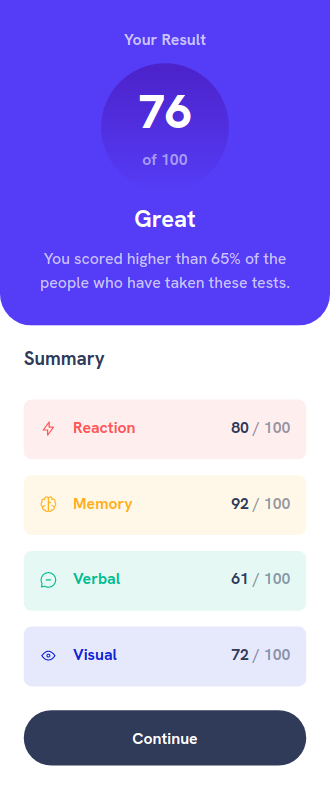 Your Result
76
of 100
Great
You scored higher than 65% of the
people who have taken these tests.
Summary
Reaction 80 / 100
Memory 92 / 100
Verbal 61 / 100
Visual 72 / 100
Continue